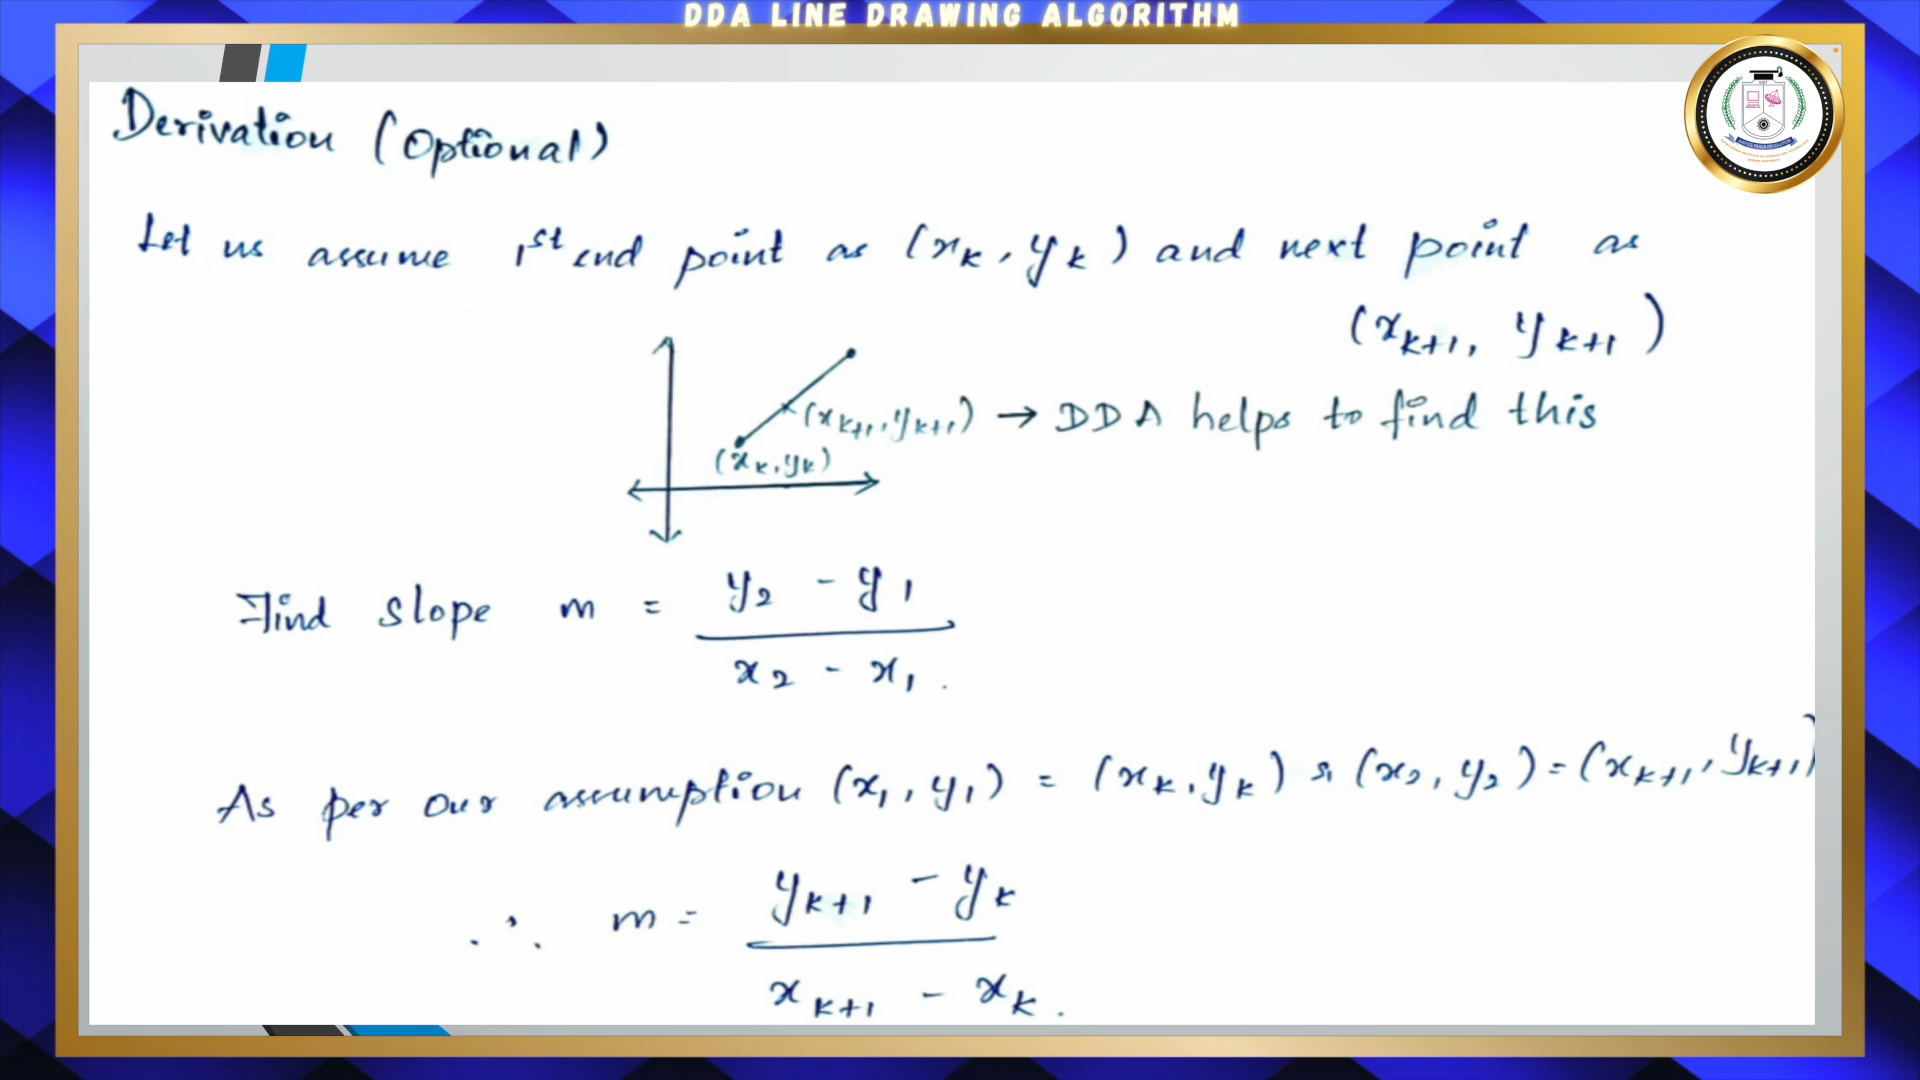 DDA LINE DRAWING ALGORITHM
Derivation (Optional)
Let us assume 1st end point as (xₖ, yₖ) and next point as
(xₖ₊₁, yₖ₊₁)
(xₖ₊₁, yₖ₊₁) → DDA helps to find this
(xₖ, yₖ)
Find slope m = y₂ - y₁
x₂ - x₁.
As per our assumption (x₁, y₁) = (xₖ, yₖ) & (x₂, y₂) = (xₖ₊₁, yₖ₊₁)
∴ m = yₖ₊₁ - yₖ
xₖ₊₁ - xₖ.